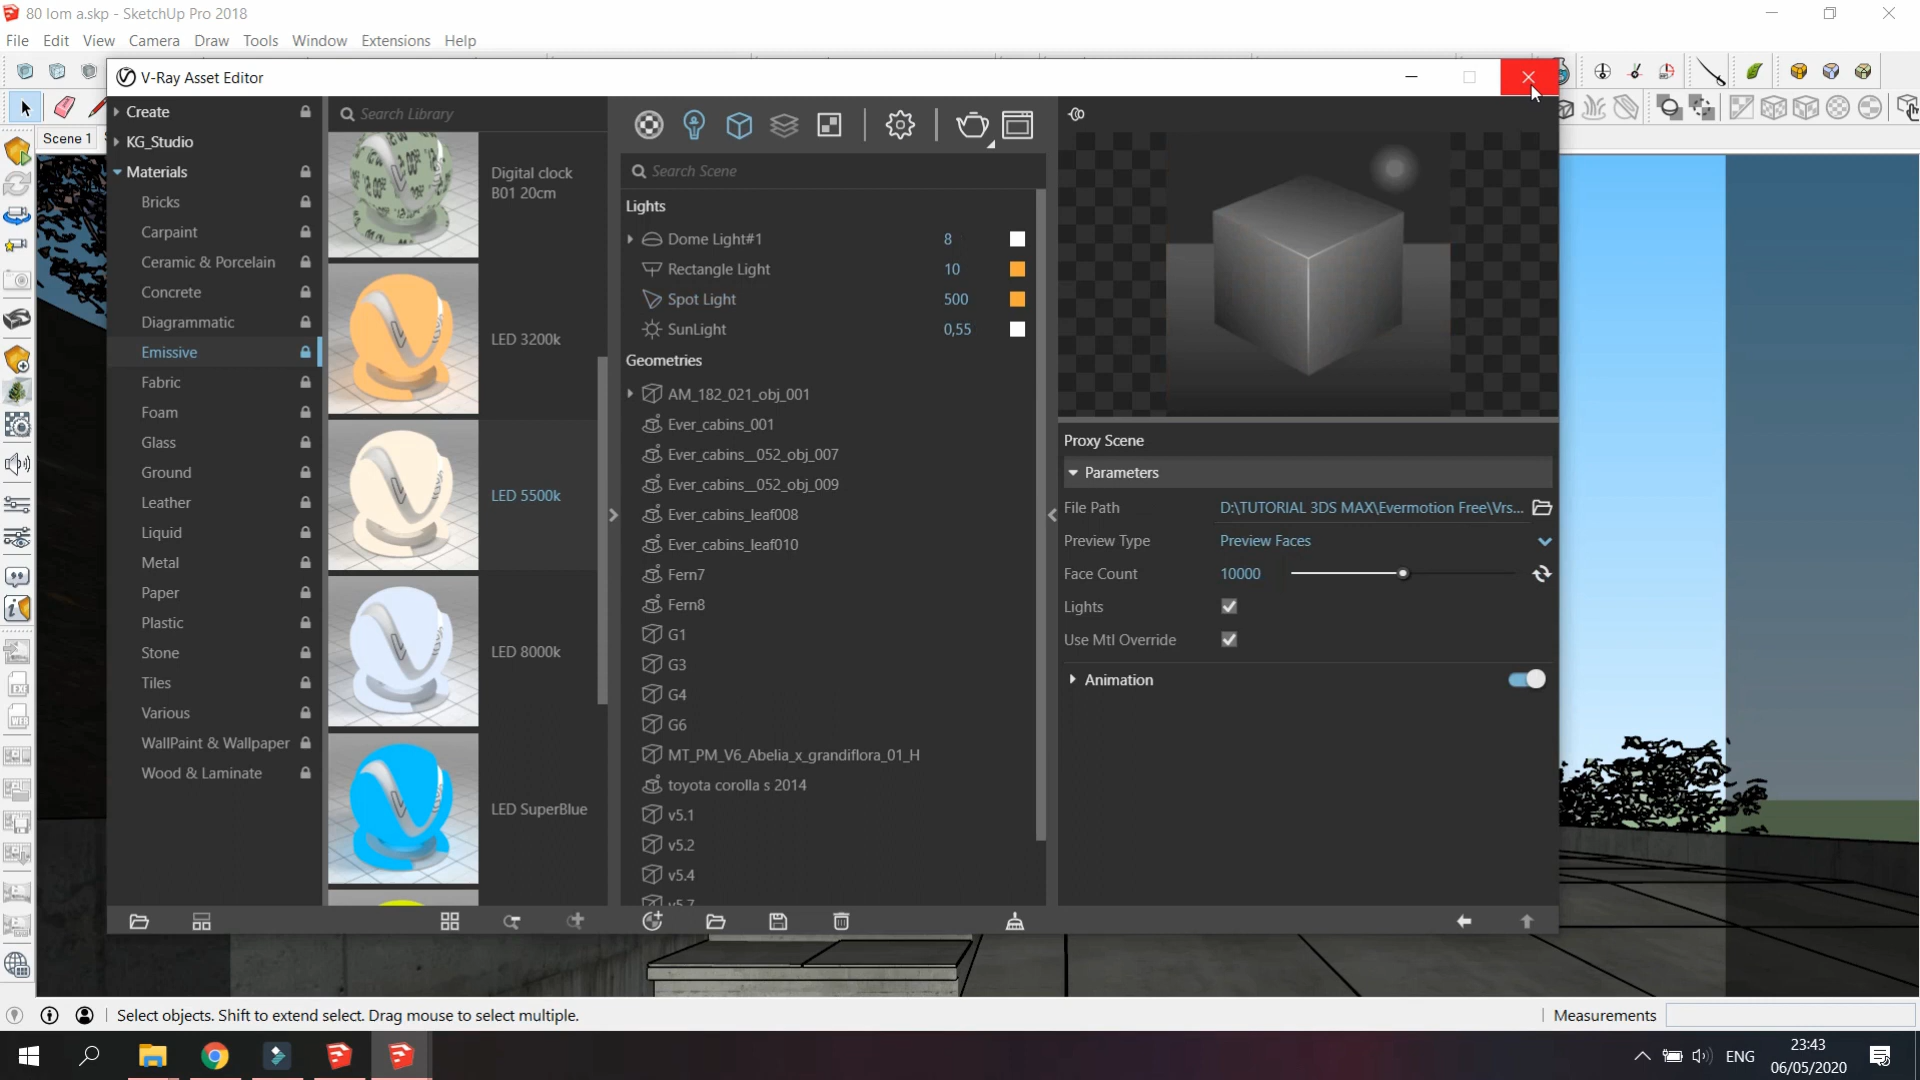 80 lom a.skp - SketchUp Pro 2018
File Edit View Camera Draw Tools Window Extensions Help
V-Ray Asset Editor
Scene 1
Create
KG_Studio
Materials
Bricks
Carpaint
Ceramic & Porcelain
Concrete
Diagrammatic
Emissive
Fabric
Foam
Glass
Ground
Leather
Liquid
Metal
Paper
Plastic
Stone
Tiles
Various
WallPaint & Wallpaper
Wood & Laminate
Search Library
Digital clock
B01 20cm
LED 3200k
LED 5500k
LED 8000k
LED SuperBlue
Search Scene
Lights
Dome Light#1 8
Rectangle Light 10
Spot Light 500
SunLight 0,55
Geometries
AM_182_021_obj_001
Ever_cabins_001
Ever_cabins__052_obj_007
Ever_cabins__052_obj_009
Ever_cabins_leaf008
Ever_cabins_leaf010
Fern7
Fern8
G1
G3
G4
G6
MT_PM_V6_Abelia_x_grandiflora_01_H
toyota corolla s 2014
v5.1
v5.2
v5.4
v5.7
Proxy Scene
Parameters
File Path D:\TUTORIAL 3DS MAX\Evermotion Free\Vrs...
Preview Type Preview Faces
Face Count 10000
Lights
Use Mtl Override
Animation
Select objects. Shift to extend select. Drag mouse to select multiple.
Measurements
ENG
23:43
06/05/2020